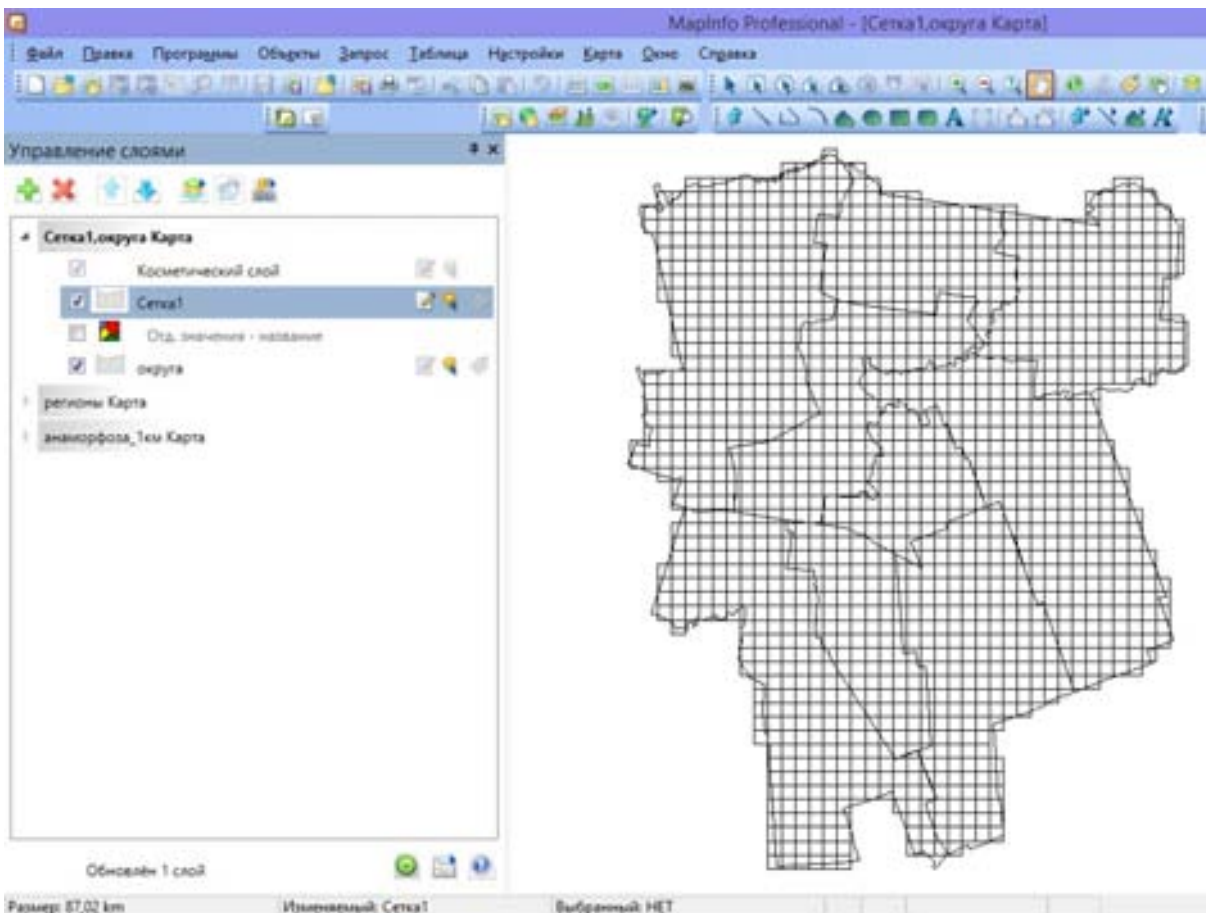 MapInfo Professional - [Сетка1,округа Карта]
Файл Правка Программы Объекты Запрос Таблица Настройки Карта Окно Справка
Управление слоями
Сетка1,округа Карта
Косметический слой
Сетка1
Отд. значения - название
округа
регионы Карта
анаморфоза_1км Карта
Обновлён 1 слой
Размер: 87,02 km Изменяемый: Сетка1 Выбранный: НЕТ